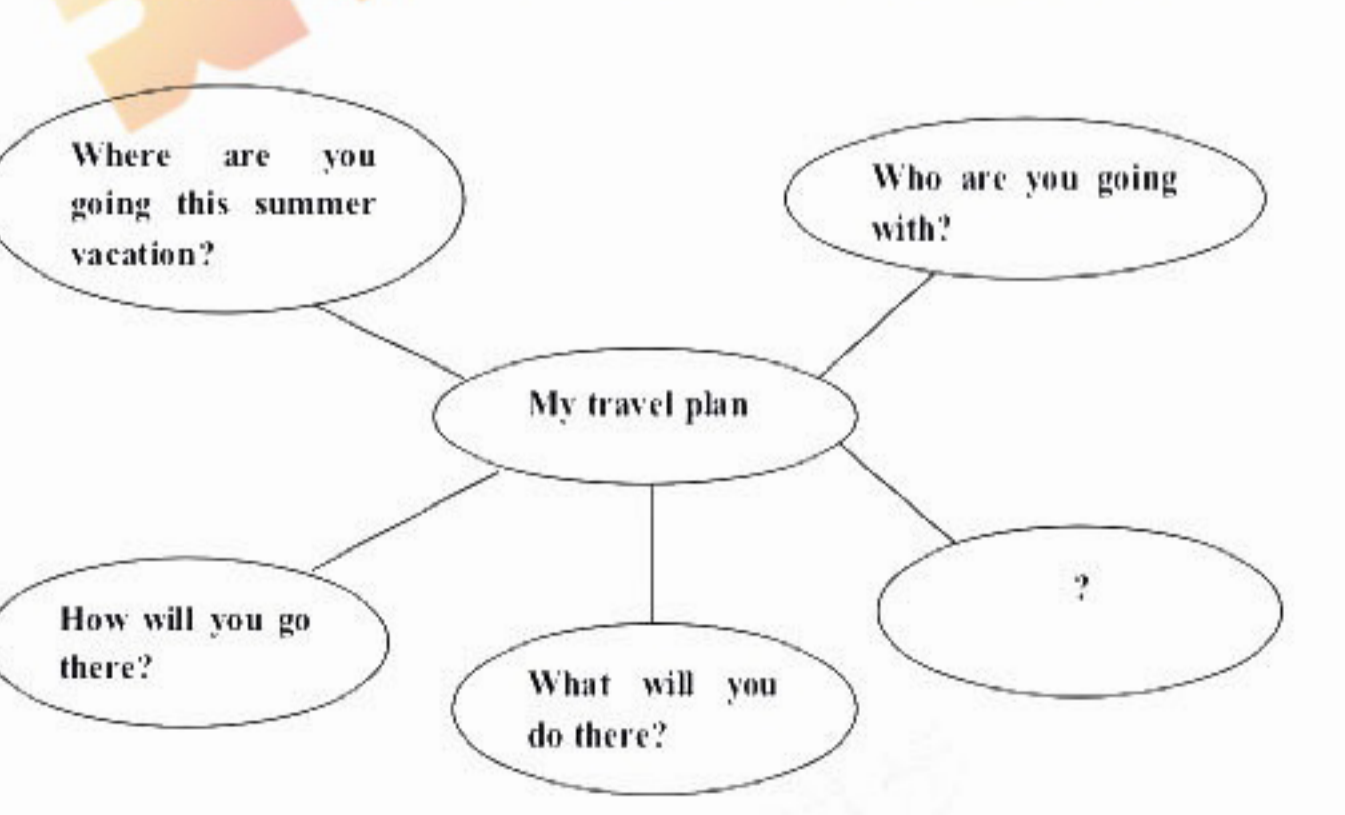 Where are you
going this summer
vacation?
Who are you going
with?
My travel plan
How will you go
there?
What will you
do there?
?